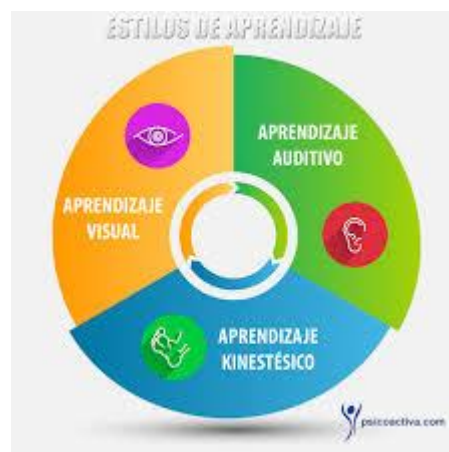 ESTILOS DE APRENDIZAJE
APRENDIZAJE
AUDITIVO
APRENDIZAJE
VISUAL
APRENDIZAJE
KINESTÉSICO
psicoactiva.com